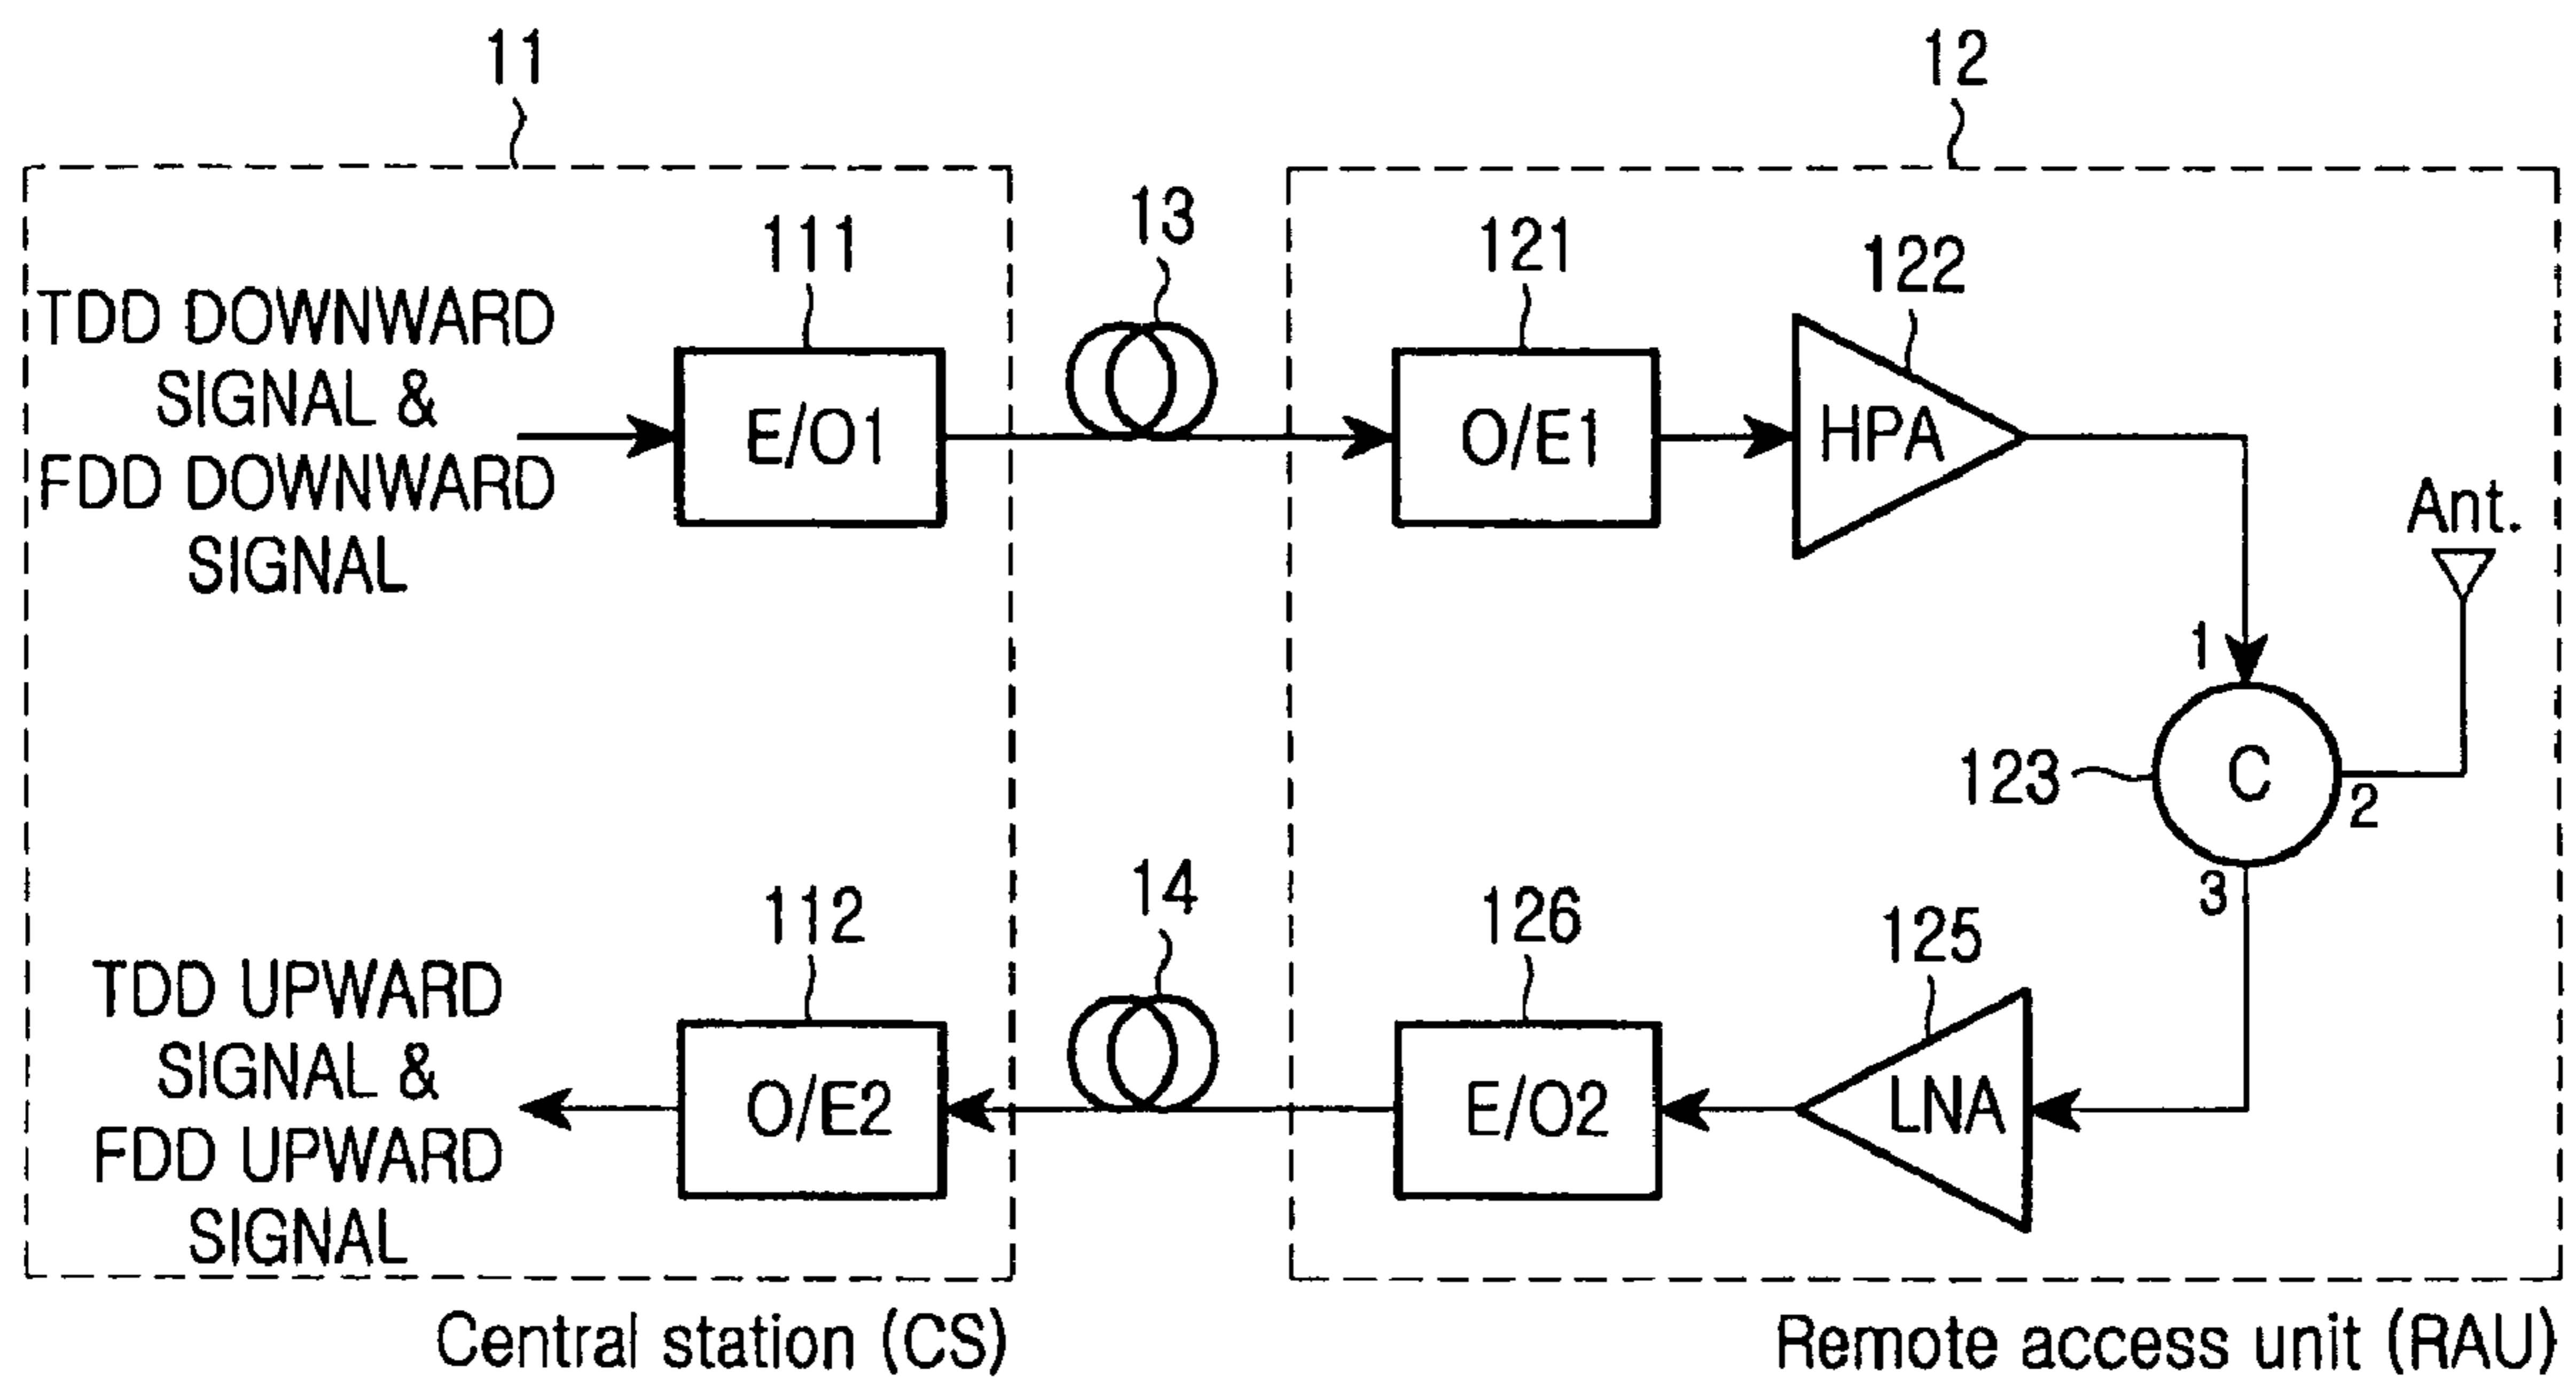 11
12
13
111
121
122
TDD DOWNWARD
SIGNAL &
FDD DOWNWARD
SIGNAL
E/O1
O/E1
HPA
Ant.
1
C
123
2
3
14
112
126
125
TDD UPWARD
SIGNAL &
FDD UPWARD
SIGNAL
O/E2
E/O2
LNA
Central station (CS)
Remote access unit (RAU)